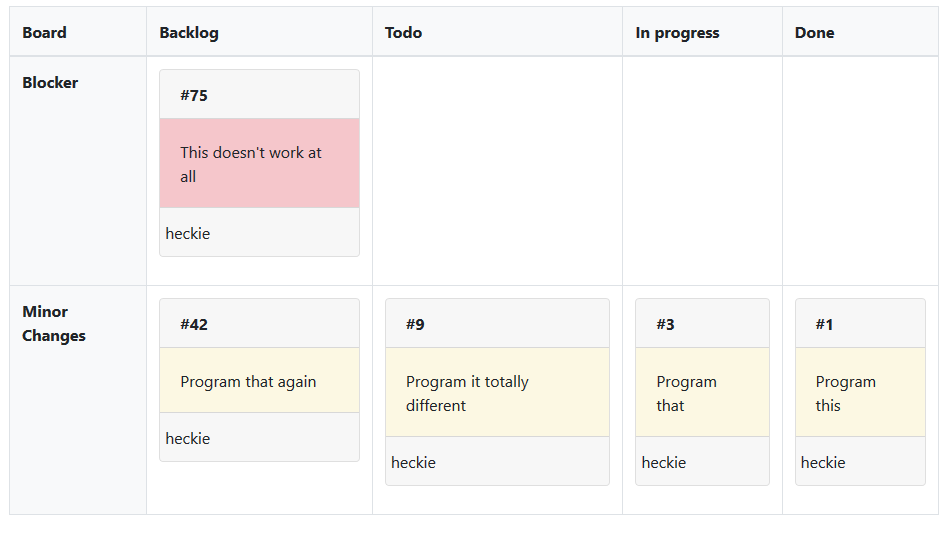 Board Backlog Todo In progress Done
Blocker
#75
This doesn't work at
all
heckie
Minor
Changes
#42
Program that again
heckie
#9
Program it totally
different
heckie
#3
Program
that
heckie
#1
Program
this
heckie